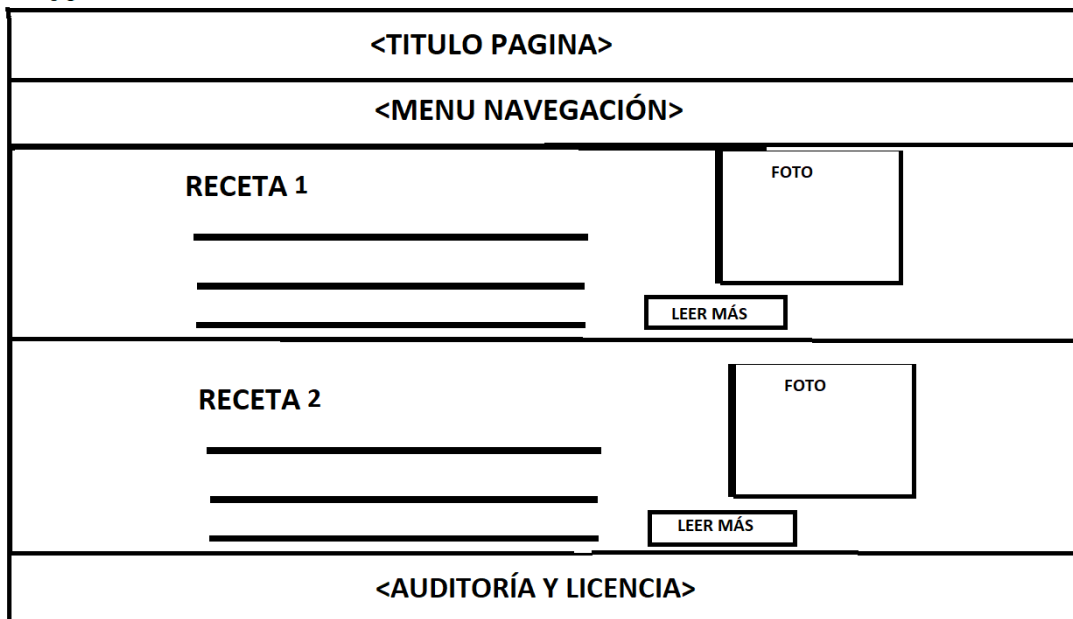 <TITULO PAGINA>
<MENU NAVEGACIÓN>
RECETA 1
FOTO
LEER MÁS
RECETA 2
FOTO
LEER MÁS
<AUDITORÍA Y LICENCIA>